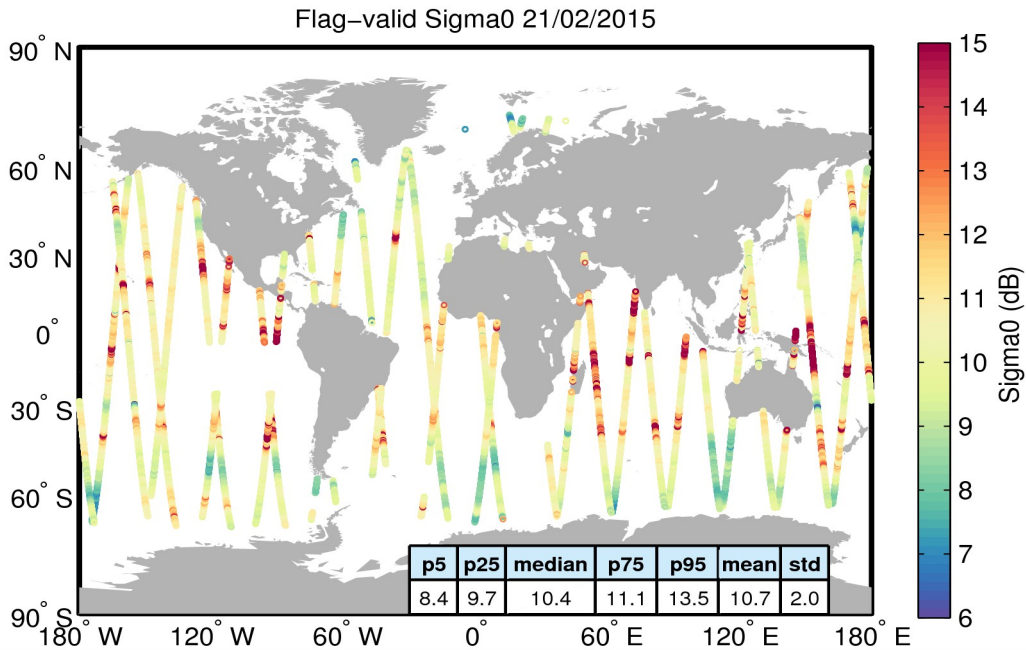 Flag−valid Sigma0 21/02/2015
90° N
60° N
30° N
0°
30° S
60° S
90° S
180° W
120° W
60° W
0°
60° E
120° E
180° E
p5 p25 median p75 p95 mean std
8.4 9.7 10.4 11.1 13.5 10.7 2.0
15
14
13
12
11
10
9
8
7
6
Sigma0 (dB)